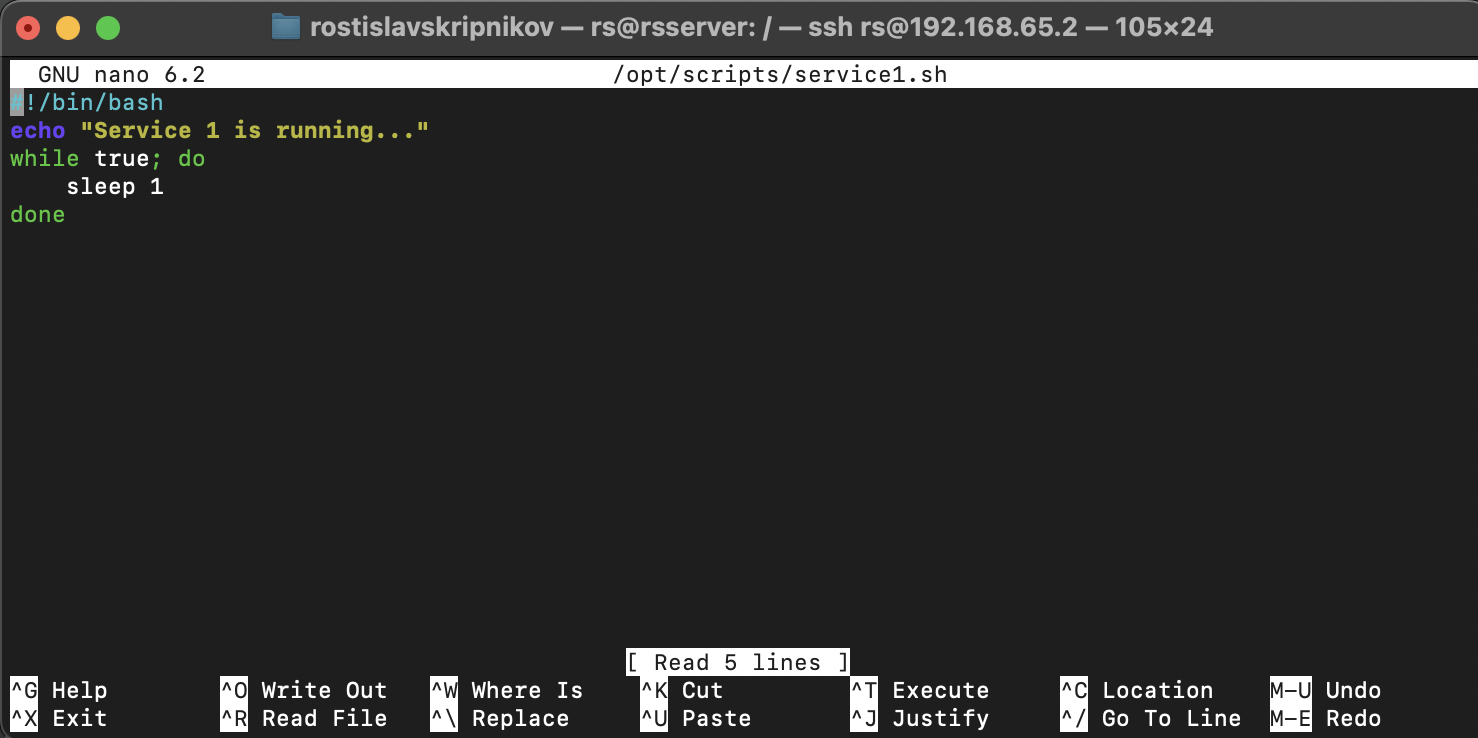 rostislavskripnikov — rs@rsserver: / — ssh rs@192.168.65.2 — 105×24
GNU nano 6.2 /opt/scripts/service1.sh
#!/bin/bash
echo "Service 1 is running..."
while true; do
    sleep 1
done
[ Read 5 lines ]
^G Help ^O Write Out ^W Where Is ^K Cut ^T Execute ^C Location M-U Undo
^X Exit ^R Read File ^\ Replace ^U Paste ^J Justify ^/ Go To Line M-E Redo